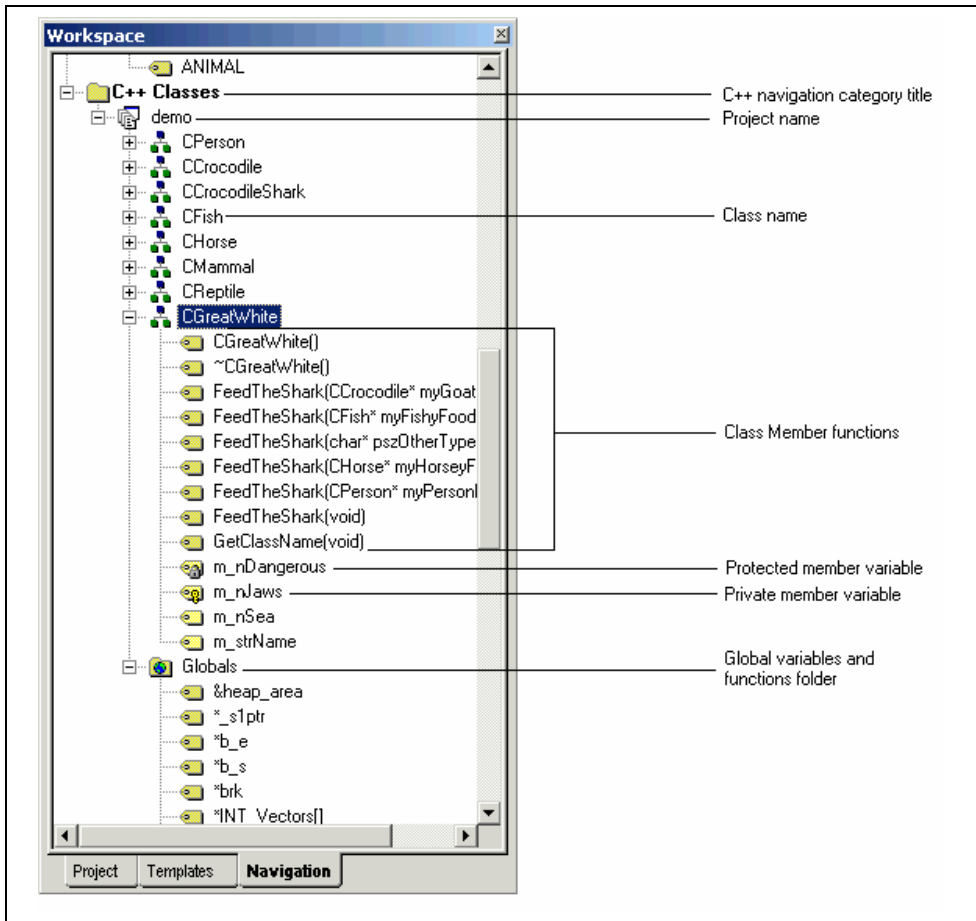 Workspace
ANIMAL
C++ Classes
C++ navigation category title
demo
Project name
CPerson
CCrocodile
CCrocodileShark
CFish
Class name
CHorse
CMammal
CReptile
CGreatWhite
CGreatWhite()
~CGreatWhite()
FeedTheShark(CCrocodile* myGoat
FeedTheShark(CFish* myFishyFood
FeedTheShark(char* pszOtherType
Class Member functions
FeedTheShark(CHorse* myHorseyF
FeedTheShark(CPerson* myPerson
FeedTheShark(void)
GetClassName(void)
m_nDangerous
Protected member variable
m_nJaws
Private member variable
m_nSea
m_strName
Globals
Global variables and
functions folder
&heap_area
*_s1ptr
*b_e
*b_s
*brk
*INT_Vectors[]
Project Templates Navigation